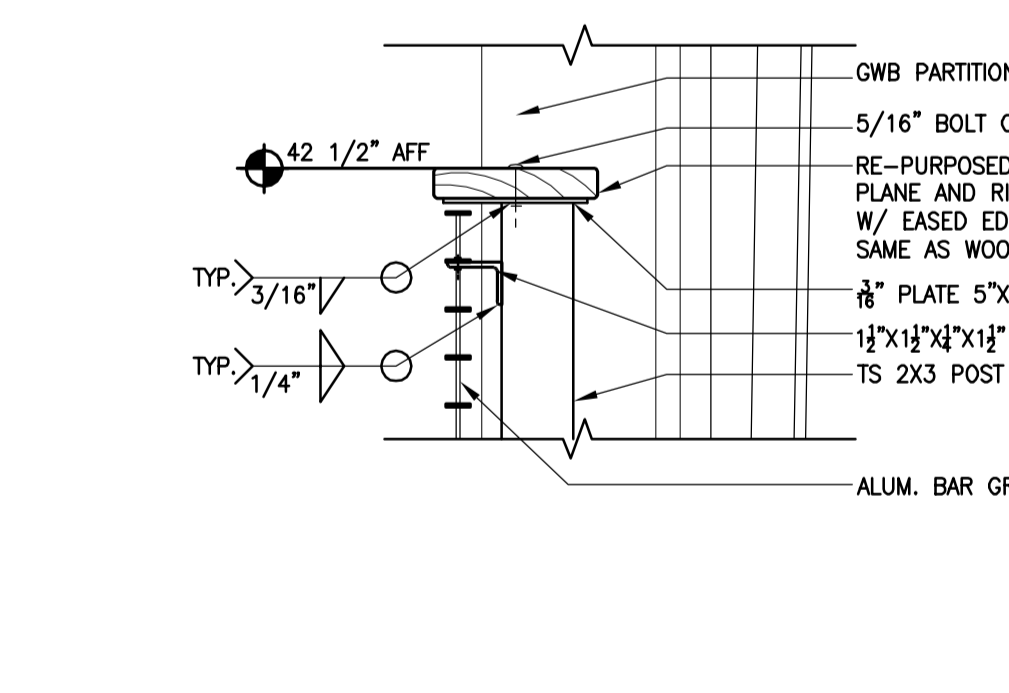 GWB PARTITION
42 1/2" AFF
5/16" BOLT
RE-PURPOSED
PLANE AND
W/ EASED
SAME AS
TYP.
3/16"
3/16" PLATE 5"X
1 1/2"X1 1/2"X1/4"X1 1/2"
TYP.
1/4"
TS 2X3 POST
ALUM. BAR